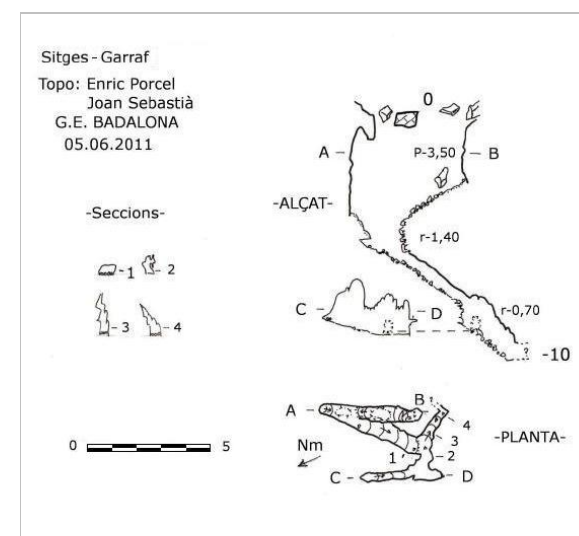 Sitges - Garraf
Topo: Enric Porcel
Joan Sebastià
G.E. BADALONA
05.06.2011
0
A -
P-3,50
- B
-ALÇAT-
r-1,40
-Seccions-
-1
- 2
- 3
- 4
C -
D
r-0,70
?
-10
A -
B
4
3
-PLANTA-
Nm
1
2
C -
- D
0
5